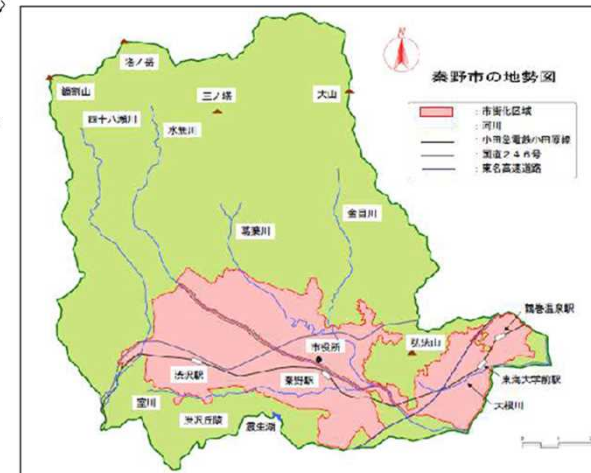 秦野市の地勢図
塔ノ岳
鍋割山
三ノ塔
大山
四十八瀬川
水無川
葛葉川
金目川
：市街化区域
：河川
：小田急電鉄小田原線
：国道２４６号
：東名高速道路
鶴巻温泉駅
弘法山
市役所
渋沢駅
秦野駅
東海大学前駅
大根川
室川
渋沢丘陵
震生湖